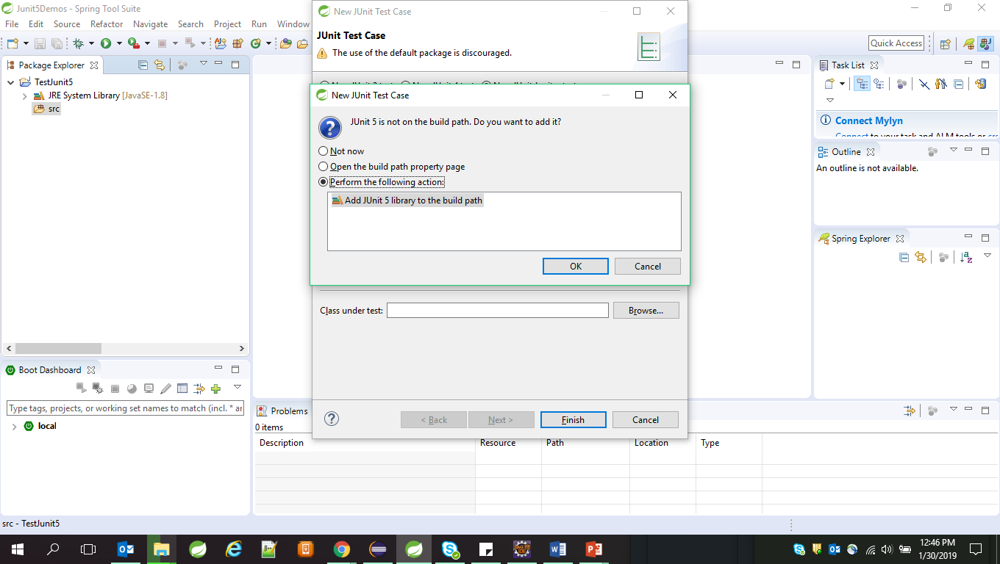 Junit5Demos - Spring Tool Suite
File Edit Source Refactor Navigate Search Project Run Window
Quick Access
Package Explorer
TestJunit5
JRE System Library [JavaSE-1.8]
src
Boot Dashboard
Type tags, projects, or working set names to match (incl. * ar
local
New JUnit Test Case
JUnit Test Case
The use of the default package is discouraged.
New JUnit Test Case
JUnit 5 is not on the build path. Do you want to add it?
Not now
Open the build path property page
Perform the following action:
Add JUnit 5 library to the build path
OK Cancel
Class under test: Browse...
< Back Next > Finish Cancel
Problems
0 items
Description Resource Path Location Type
Task List
Connect Mylyn
Connect to your task and ALM tools or
Outline
An outline is not available.
Spring Explorer
src - TestJunit5
12:46 PM
1/30/2019